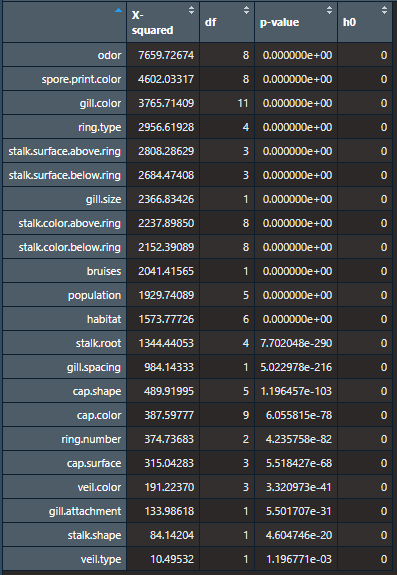 X-squared df p-value h0
odor 7659.72674 8 0.000000e+00 0
spore.print.color 4602.03317 8 0.000000e+00 0
gill.color 3765.71409 11 0.000000e+00 0
ring.type 2956.61928 4 0.000000e+00 0
stalk.surface.above.ring 2808.28629 3 0.000000e+00 0
stalk.surface.below.ring 2684.47408 3 0.000000e+00 0
gill.size 2366.83426 1 0.000000e+00 0
stalk.color.above.ring 2237.89850 8 0.000000e+00 0
stalk.color.below.ring 2152.39089 8 0.000000e+00 0
bruises 2041.41565 1 0.000000e+00 0
population 1929.74089 5 0.000000e+00 0
habitat 1573.77726 6 0.000000e+00 0
stalk.root 1344.44053 4 7.702048e-290 0
gill.spacing 984.14333 1 5.022978e-216 0
cap.shape 489.91995 5 1.196457e-103 0
cap.color 387.59777 9 6.055815e-78 0
ring.number 374.73683 2 4.235758e-82 0
cap.surface 315.04283 3 5.518427e-68 0
veil.color 191.22370 3 3.320973e-41 0
gill.attachment 133.98618 1 5.501707e-31 0
stalk.shape 84.14204 1 4.604746e-20 0
veil.type 10.49532 1 1.196771e-03 0